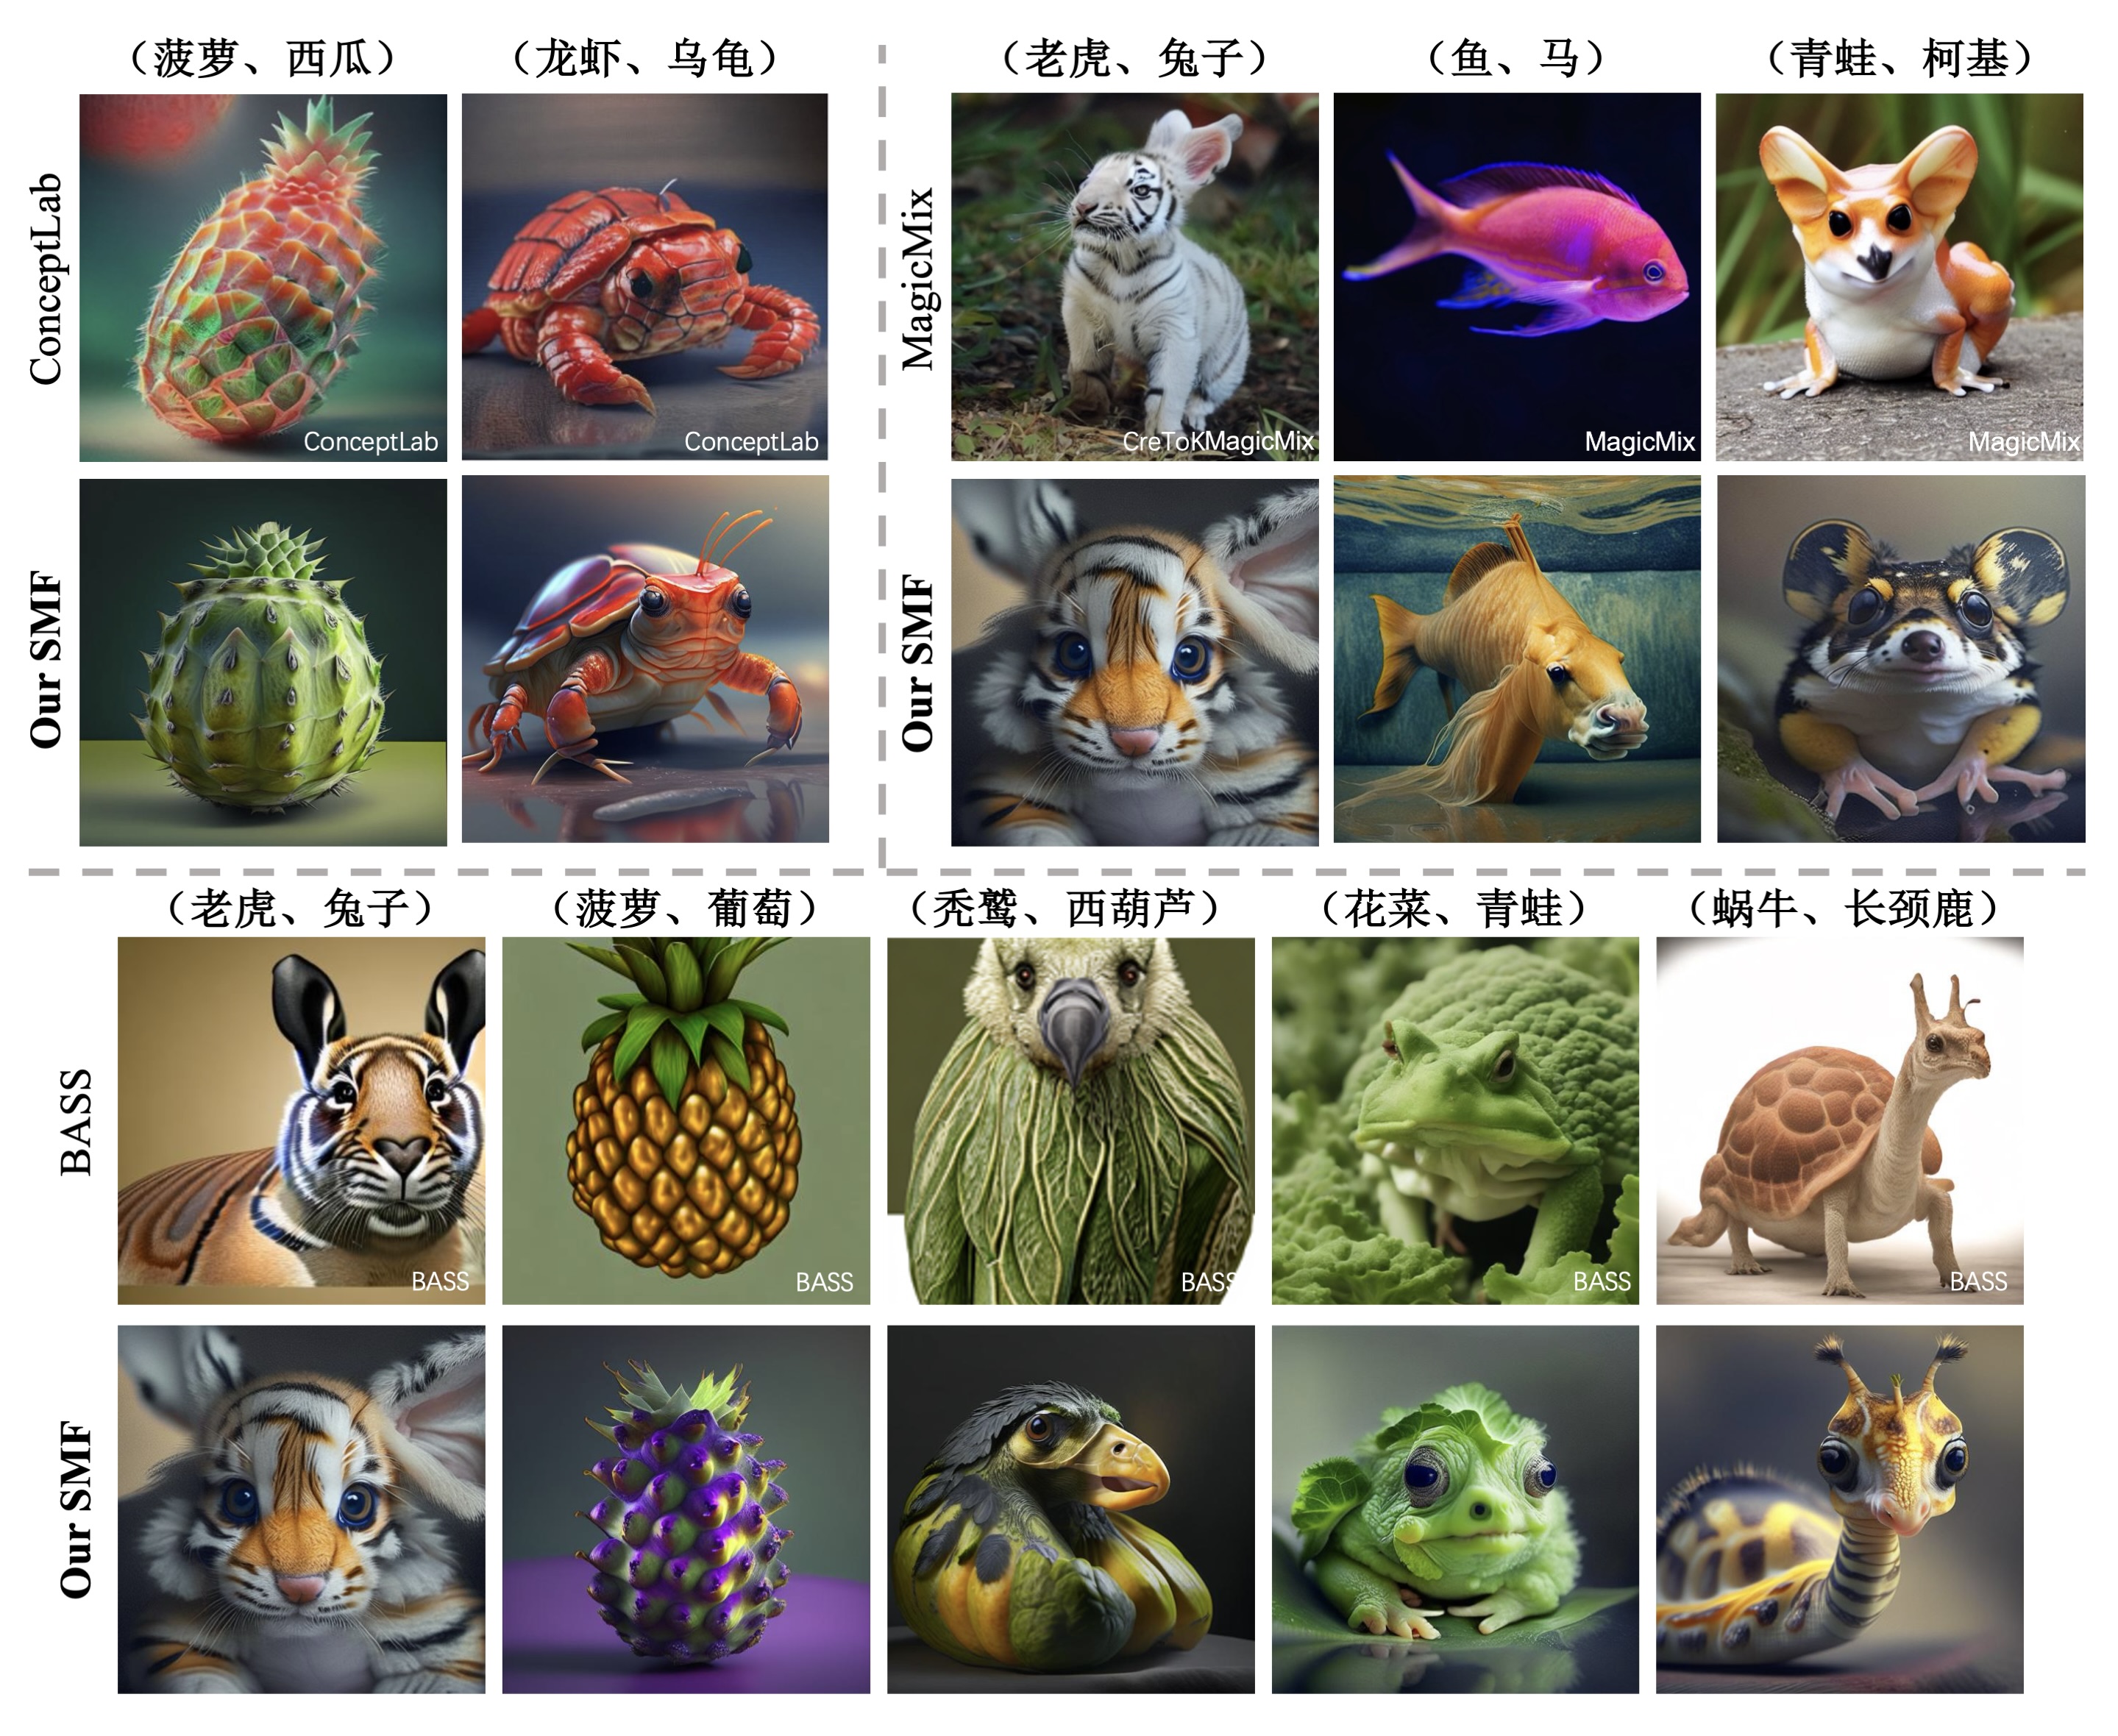 （菠萝、西瓜）
（龙虾、乌龟）
（老虎、兔子）
（鱼、马）
（青蛙、柯基）
ConceptLab
ConceptLab
ConceptLab
MagicMix
CreToKMagicMix
MagicMix
MagicMix
Our SMF
Our SMF
（老虎、兔子）
（菠萝、葡萄）
（秃鹫、西葫芦）
（花菜、青蛙）
（蜗牛、长颈鹿）
BASS
BASS
BASS
BASS
BASS
BASS
Our SMF